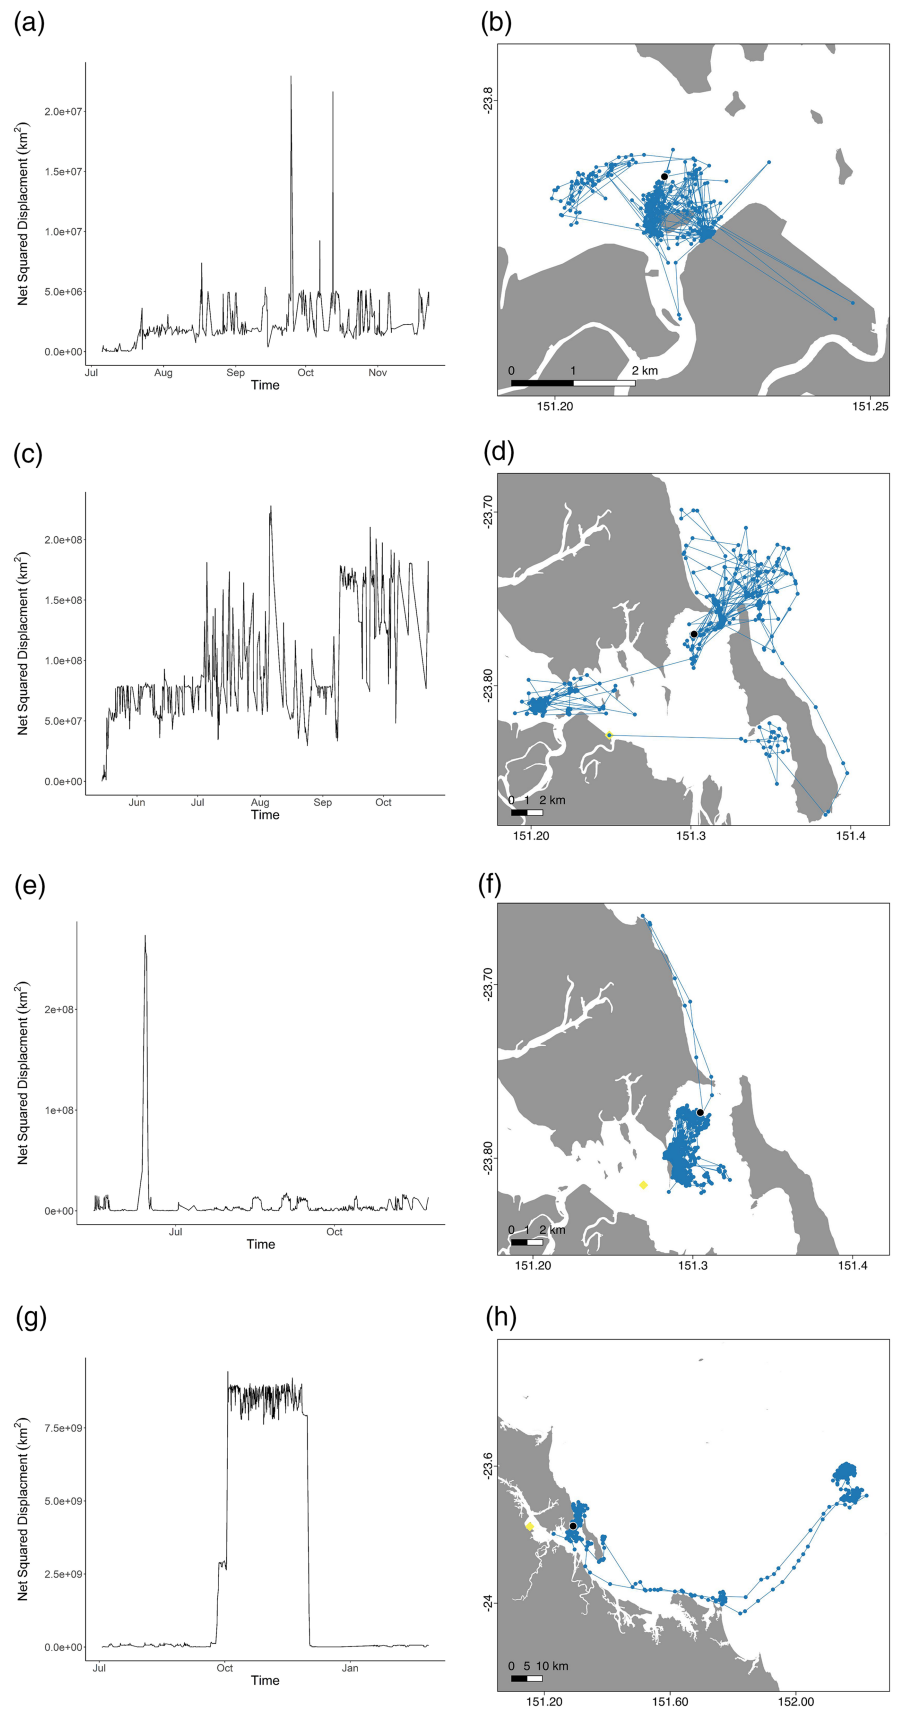 (a)
Net Squared Displacment (km²)
2.0e+07
1.5e+07
1.0e+07
5.0e+06
0.0e+00
Jul Aug Sep Oct Nov
Time
(b)
-23.8
0 1 2 km
151.20 151.25
(c)
Net Squared Displacment (km²)
2.0e+08
1.5e+08
1.0e+08
5.0e+07
0.0e+00
Jun Jul Aug Sep Oct
Time
(d)
-23.70
-23.80
0 1 2 km
151.20 151.3 151.4
(e)
Net Squared Displacment (km²)
2e+08
1e+08
0e+00
Jul Oct
Time
(f)
-23.70
-23.80
0 1 2 km
151.20 151.3 151.4
(g)
Net Squared Displacment (km²)
7.5e+09
5.0e+09
2.5e+09
0.0e+00
Jul Oct Jan
Time
(h)
-23.6
-24
0 5 10 km
151.20 151.60 152.00